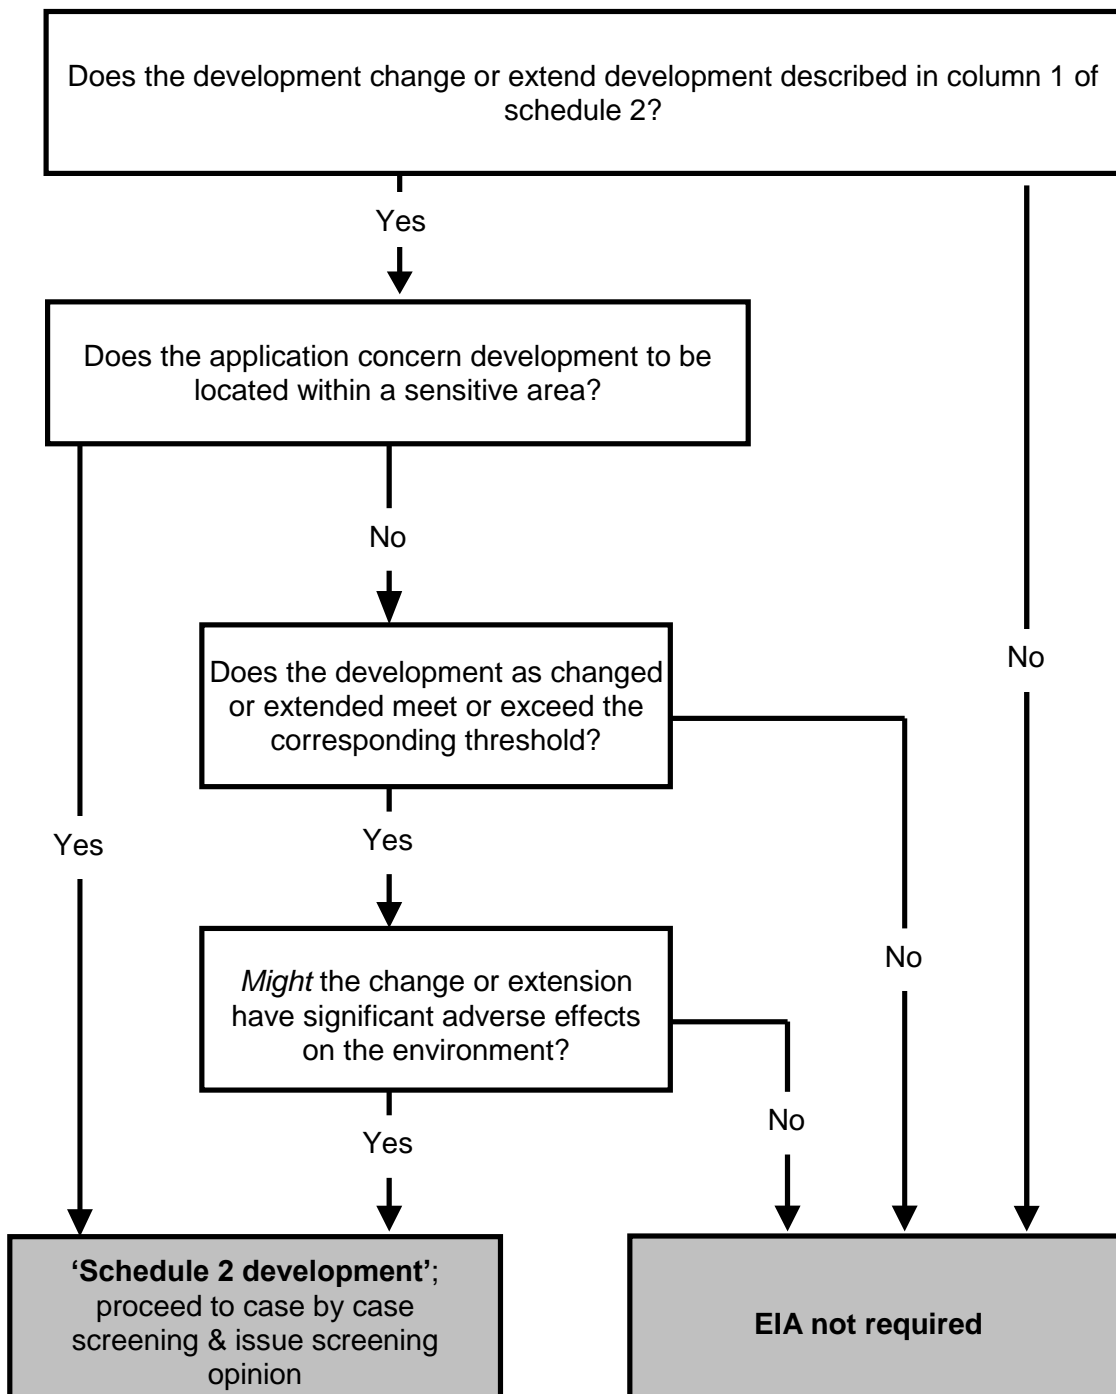 Does the development change or extend development described in column 1 of
schedule 2?
Yes
Does the application concern development to be
located within a sensitive area?
No
Does the development as changed
or extended meet or exceed the
corresponding threshold?
No
Yes
Yes
Might the change or extension
have significant adverse effects
on the environment?
No
No
Yes
‘Schedule 2 development’;
proceed to case by case
screening & issue screening
opinion
EIA not required